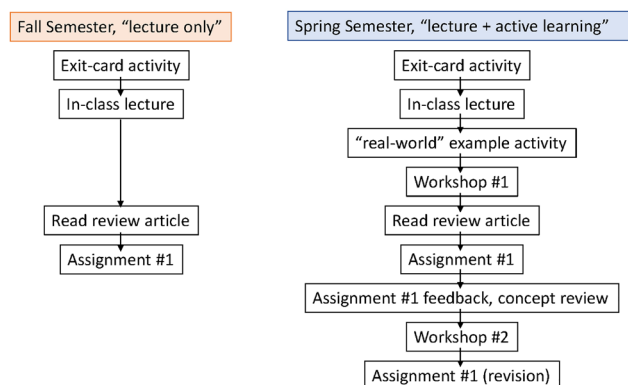 Fall Semester, “lecture only”
Exit-card activity
In-class lecture
Read review article
Assignment #1
Spring Semester, “lecture + active learning”
Exit-card activity
In-class lecture
“real-world” example activity
Workshop #1
Read review article
Assignment #1
Assignment #1 feedback, concept review
Workshop #2
Assignment #1 (revision)